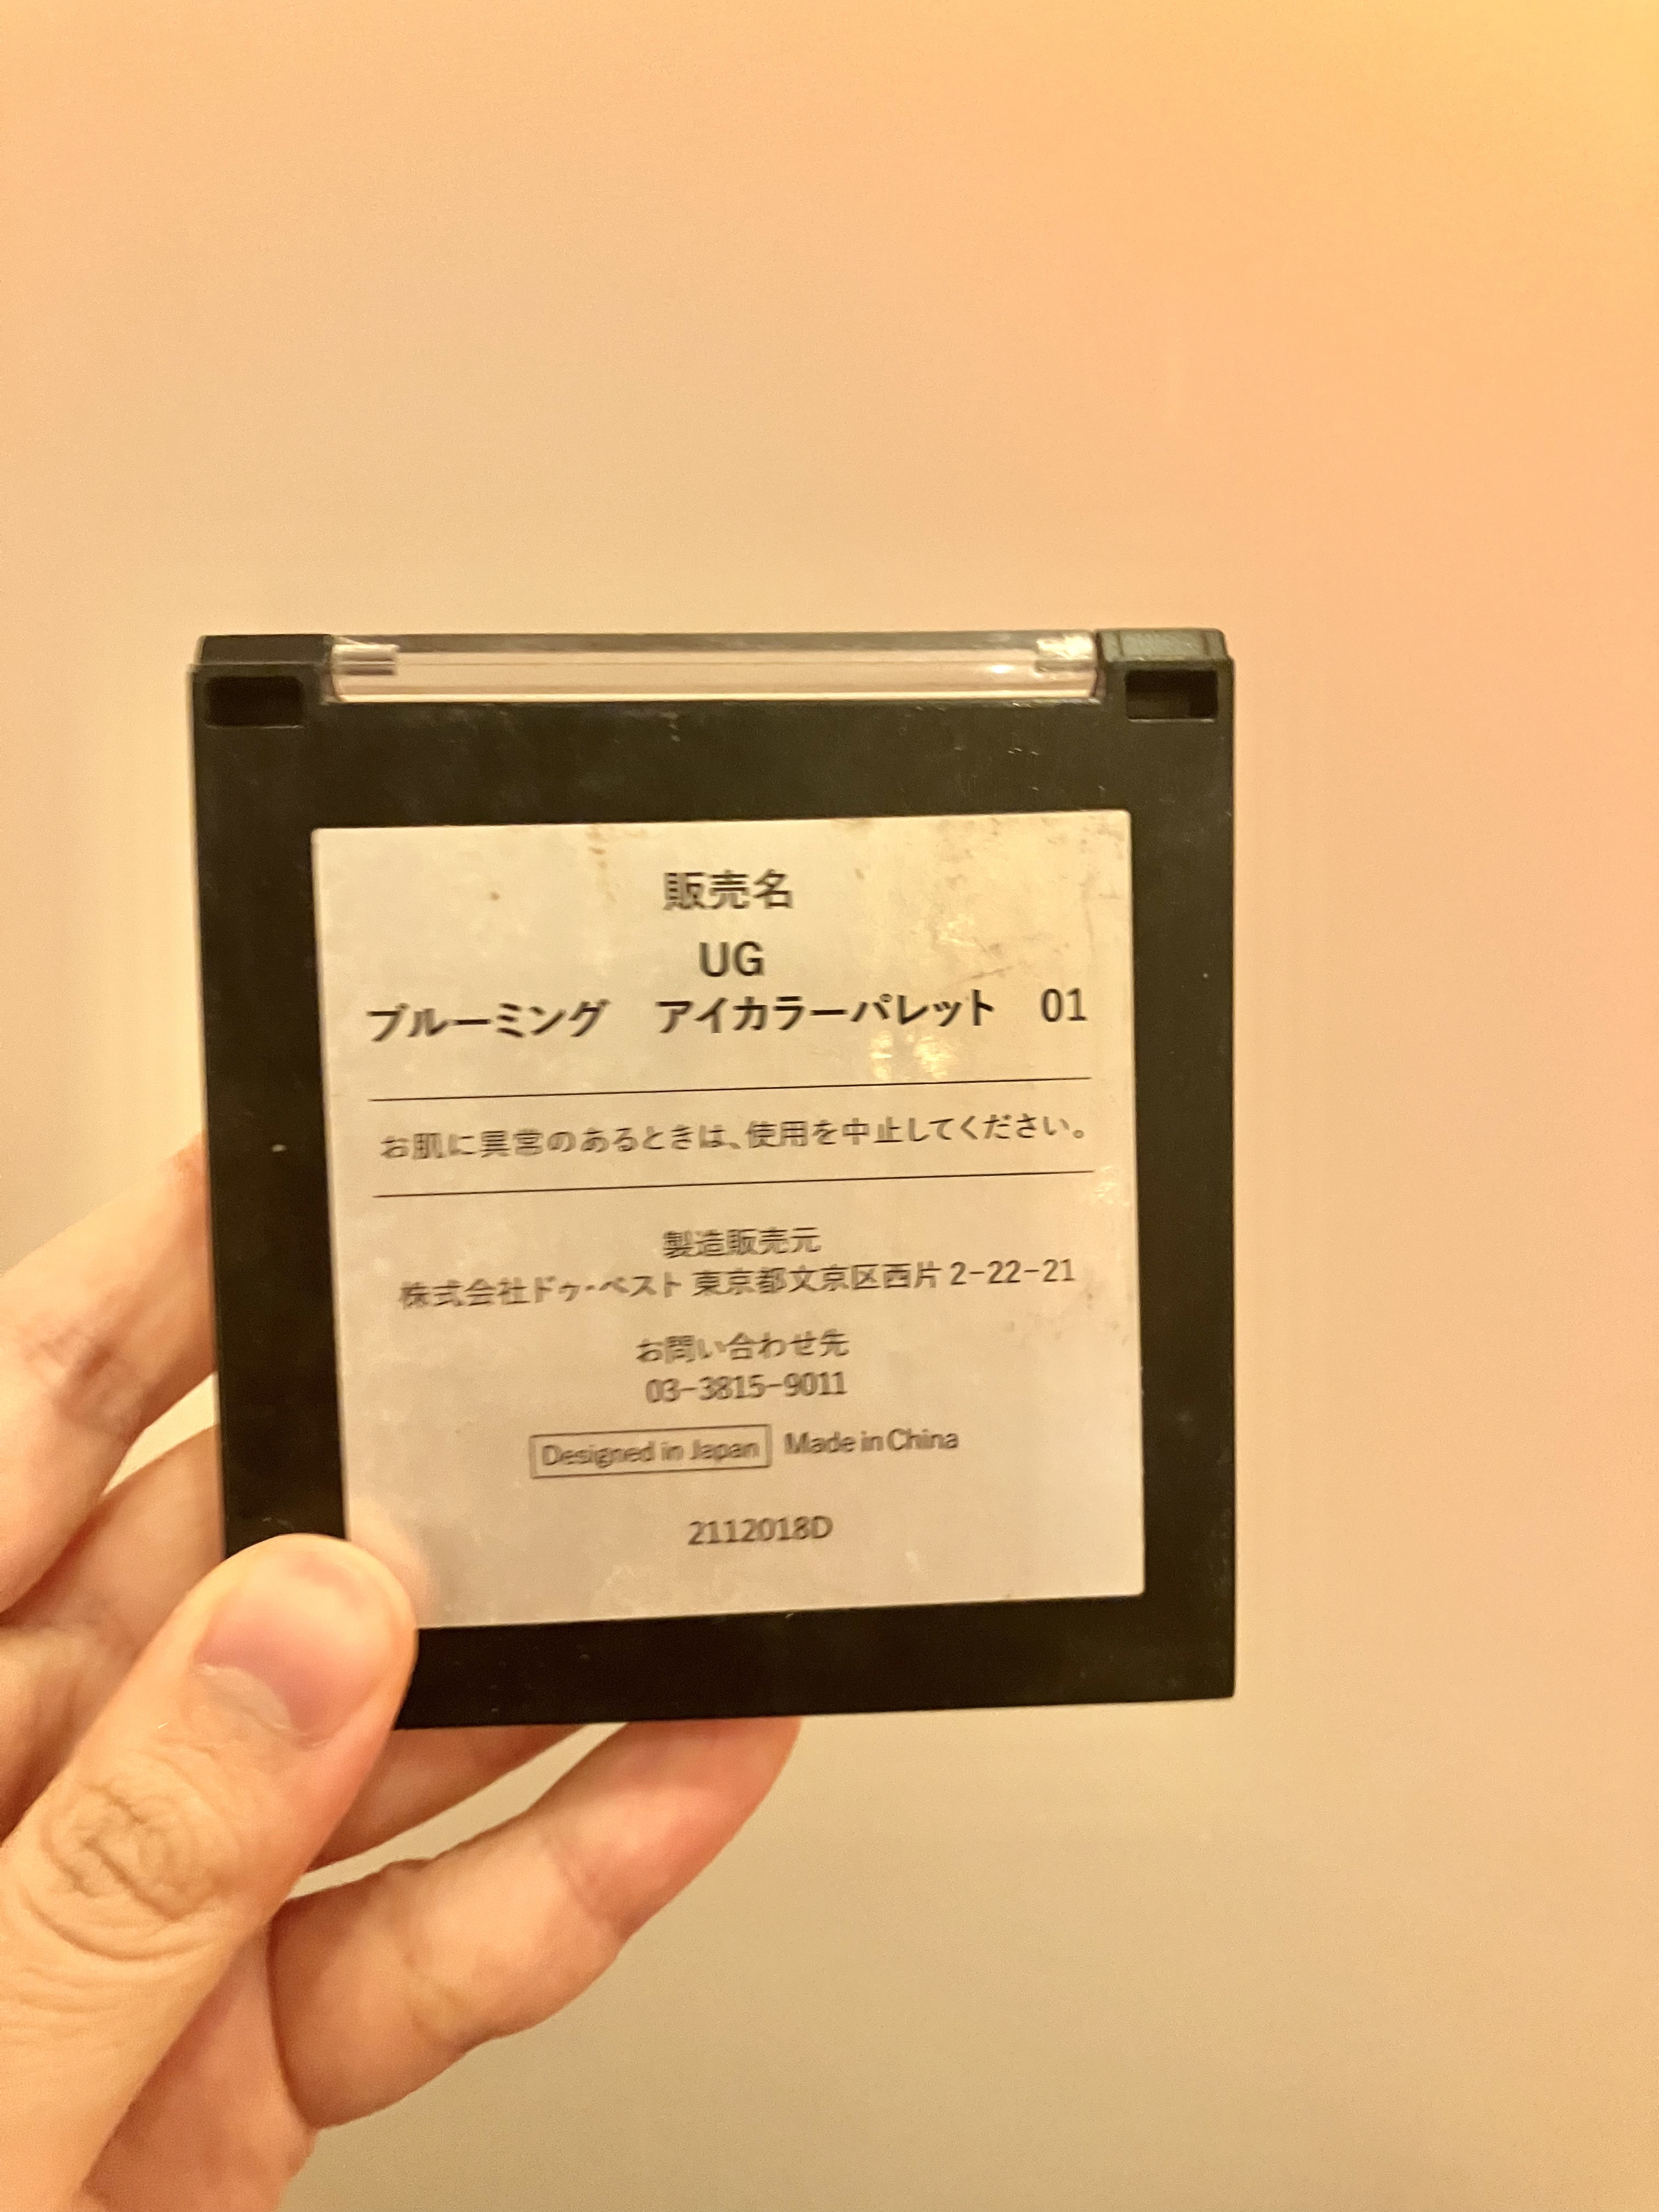 販売名
UG
ブルーミング　アイカラーパレット　01
お肌に異常のあるときは、使用を中止してください。
製造販売元
株式会社ドゥ・ベスト 東京都文京区西片2-22-21
お問い合わせ先
03-3815-9011
Designed in Japan Made in China
2112018D